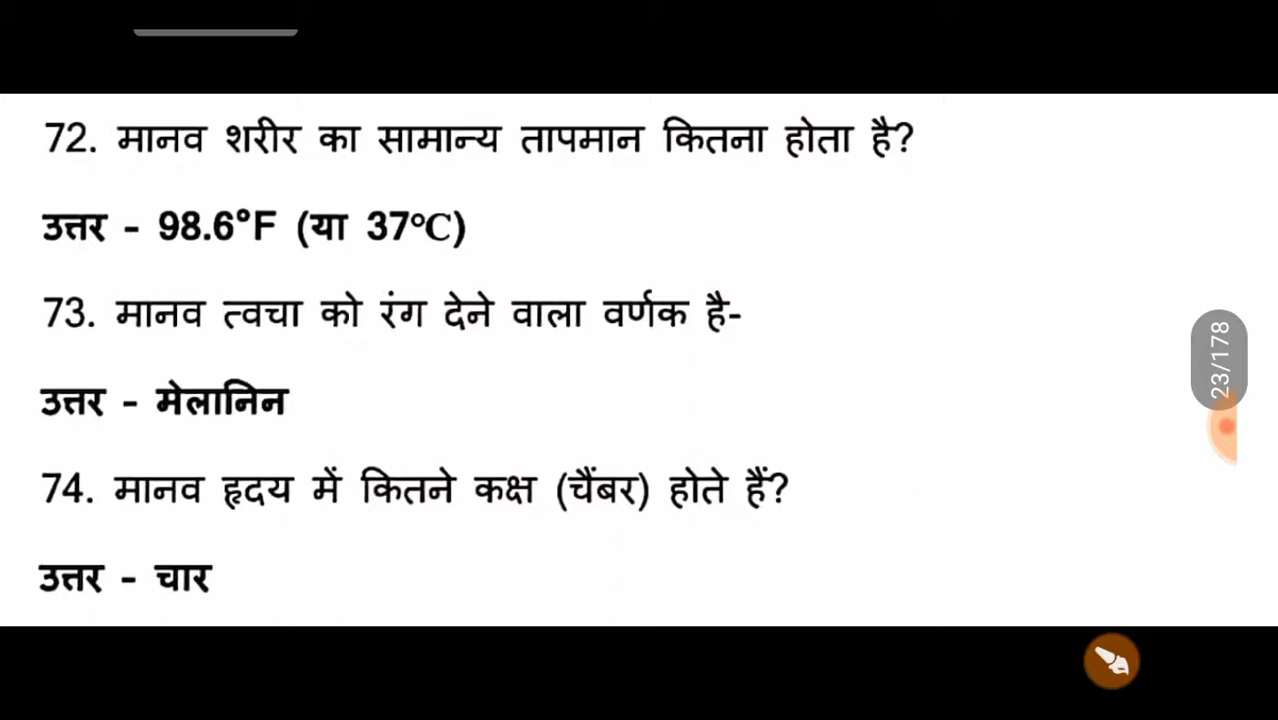 72. मानव शरीर का सामान्य तापमान कितना होता है?
उत्तर - 98.6°F (या 37℃)
73. मानव त्वचा को रंग देने वाला वर्णक है-
23/178
उत्तर - मेलानिन
74. मानव हृदय में कितने कक्ष (चैंबर) होते हैं?
उत्तर - चार